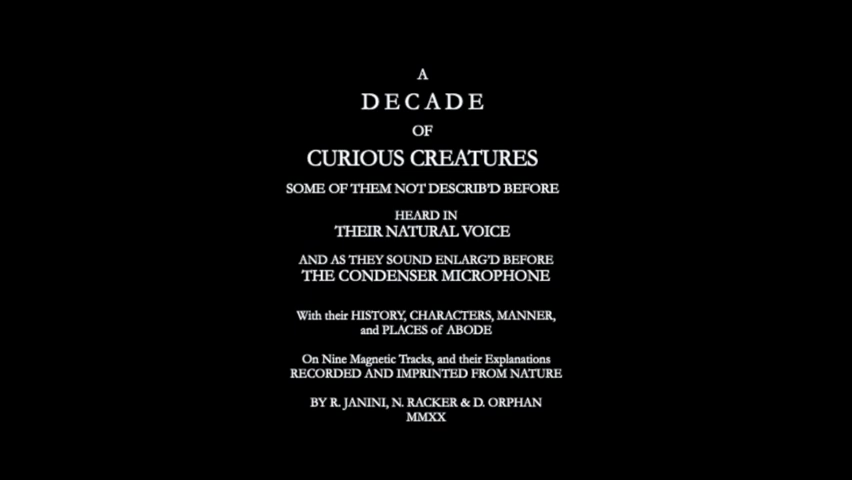 A
DECADE
OF
CURIOUS CREATURES
SOME OF THEM NOT DESCRIB'D BEFORE
HEARD IN
THEIR NATURAL VOICE
AND AS THEY SOUND ENLARG'D BEFORE
THE CONDENSER MICROPHONE
With their HISTORY, CHARACTERS, MANNER,
and PLACES of ABODE
On Nine Magnetic Tracks, and their Explanations
RECORDED AND IMPRINTED FROM NATURE
BY R. JANINI, N. RACKER & D. ORPHAN
MMXX